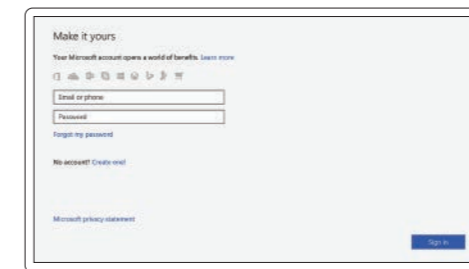 Make it yours
Your Microsoft account opens a world of benefits. Learn more
Email or phone
Password
Forgot my password
No account? Create one!
Microsoft privacy statement
Sign in